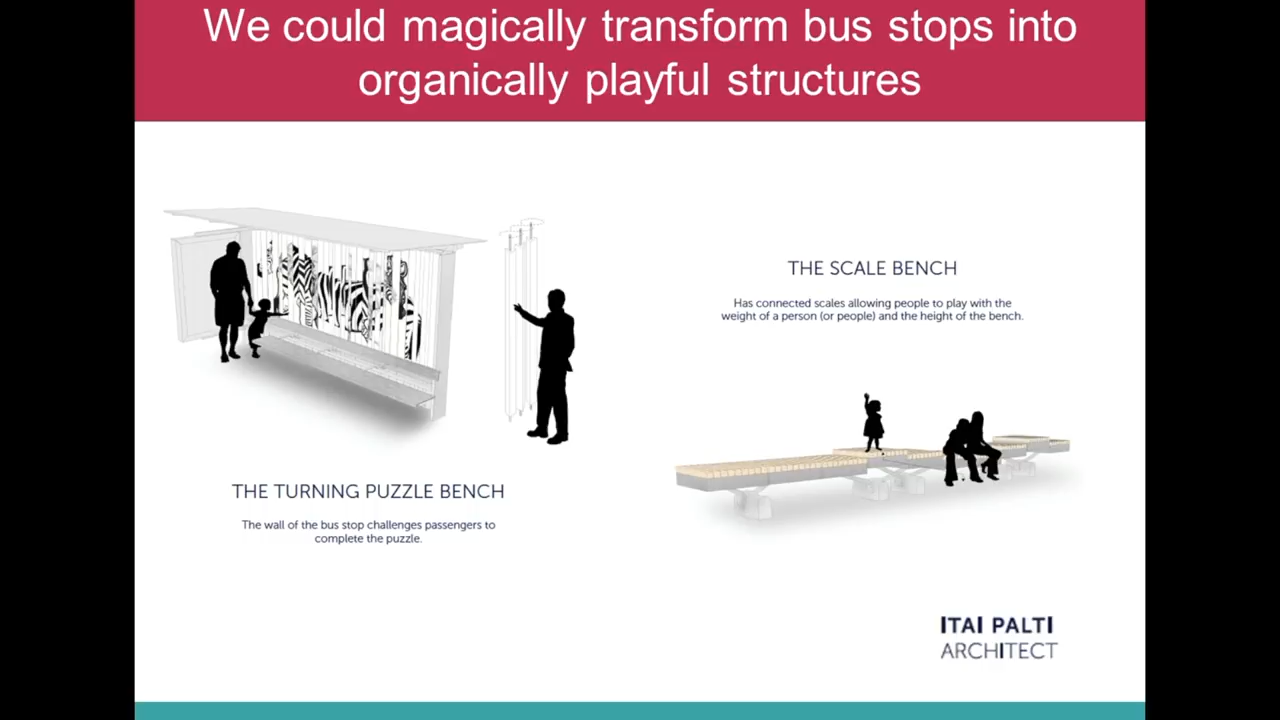 We could magically transform bus stops into
organically playful structures
THE SCALE BENCH
Has connected scales allowing people to play with the
weight of a person (or people) and the height of the bench.
THE TURNING PUZZLE BENCH
The wall of the bus stop challenges passengers to
complete the puzzle.
ITAI PALTI
ARCHITECT